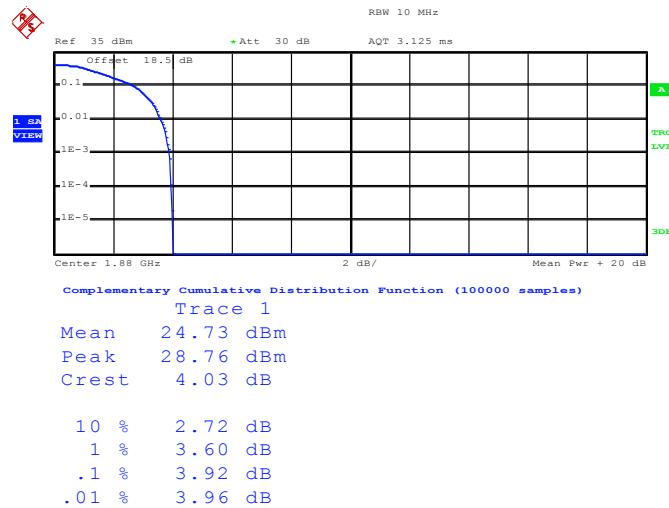 R&S
RBW 10 MHz
Ref 35 dBm *Att 30 dB AQT 3.125 ms
Offset 18.5 dB
0.1
A
0.01
1 SA
VIEW
TRG
LVL
1E-3
1E-4
1E-5
3DB
Center 1.88 GHz 2 dB/ Mean Pwr + 20 dB
Complementary Cumulative Distribution Function (100000 samples)
Trace 1
Mean 24.73 dBm
Peak 28.76 dBm
Crest 4.03 dB
10 % 2.72 dB
1 % 3.60 dB
.1 % 3.92 dB
.01 % 3.96 dB